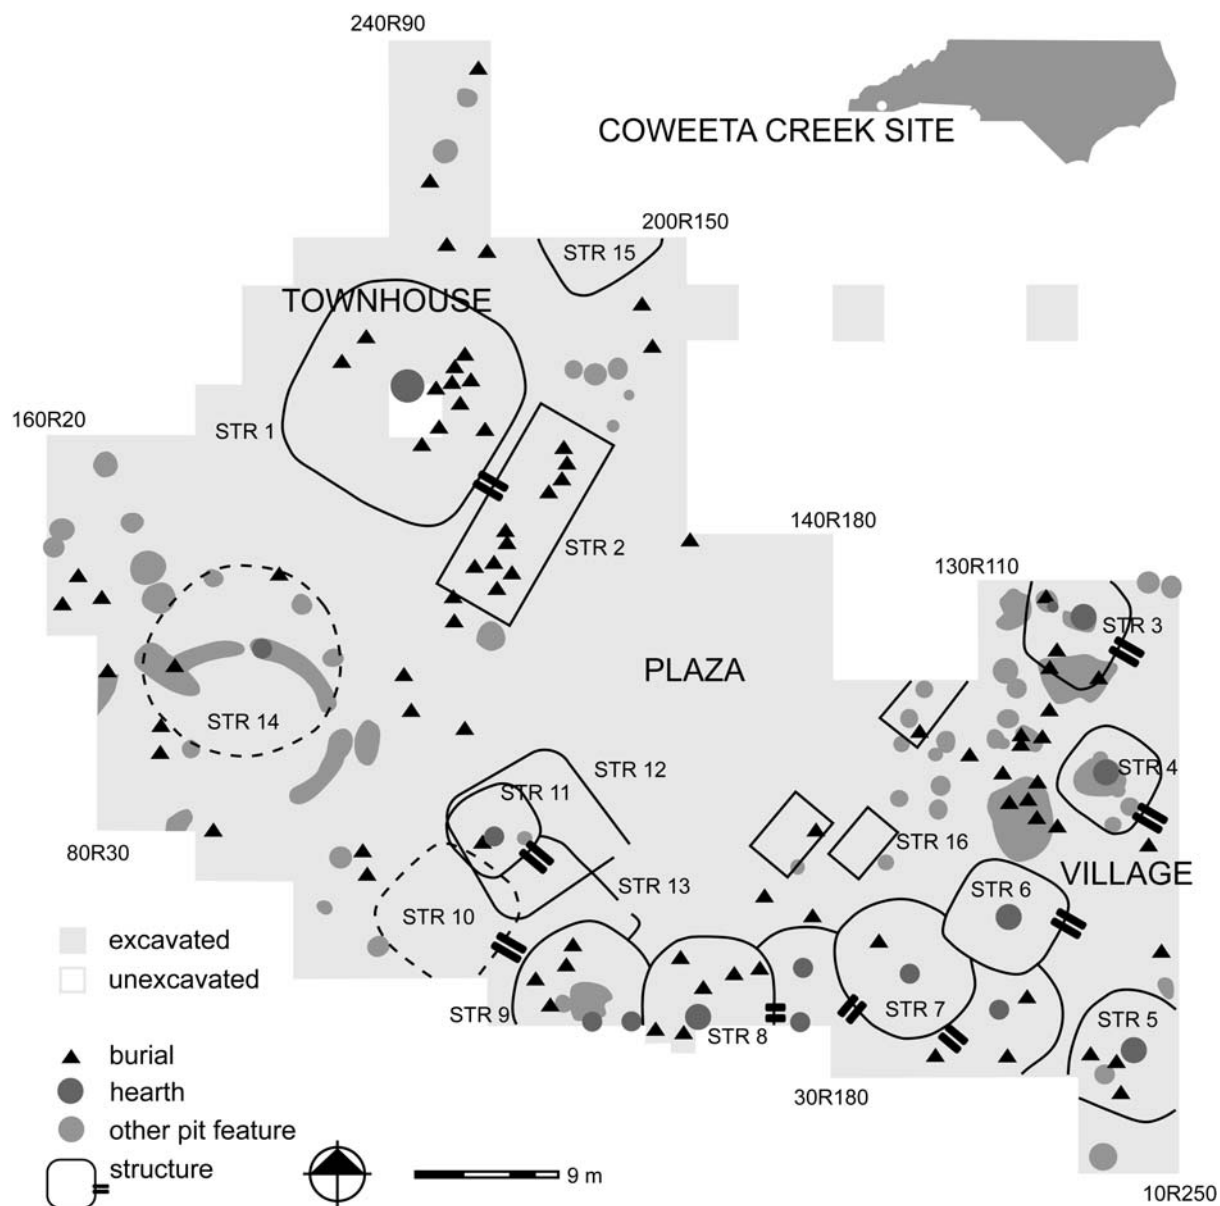 240R90
COWEETA CREEK SITE
200R150
STR 15
TOWNHOUSE
160R20
STR 1
STR 2
140R180
130R110
STR 3
PLAZA
STR 14
STR 12
STR 4
STR 11
STR 16
80R30
VILLAGE
STR 13
STR 6
STR 10
excavated
unexcavated
STR 9
STR 8
STR 7
STR 5
burial
hearth
30R180
other pit feature
structure
9 m
10R250